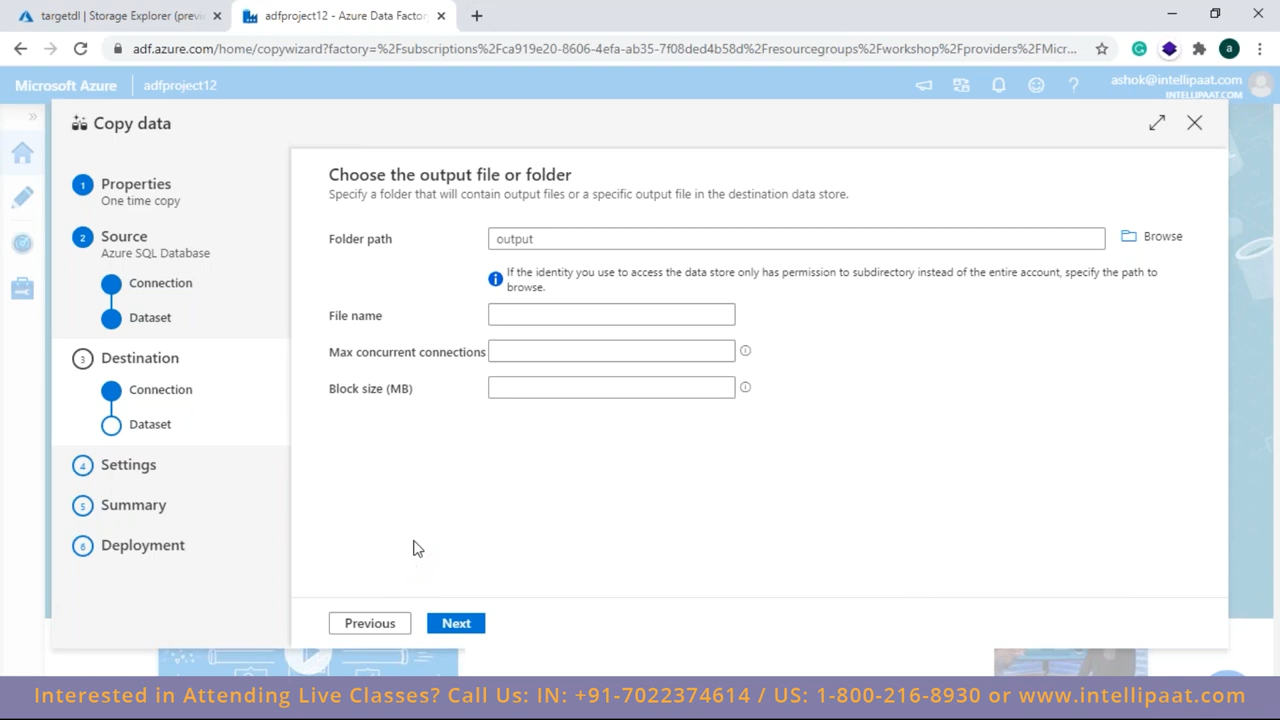 targetdl | Storage Explorer (previ
adfproject12 - Azure Data Factor
adf.azure.com/home/copywizard?factory=%2Fsubscriptions%2Fca919e20-8606-4efa-ab35-7f08ded4b58d%2Fresourcegroups%2Fworkshop%2Fproviders%2FMicr...
a
Microsoft Azure
adfproject12
?
ashok@intellipaat.com
INTELLIPAAT.COM
Copy data
1 Properties
One time copy
2 Source
Azure SQL Database
Connection
Dataset
3 Destination
Connection
Dataset
4 Settings
5 Summary
6 Deployment
Choose the output file or folder
Specify a folder that will contain output files or a specific output file in the destination data store.
Folder path
output
Browse
If the identity you use to access the data store only has permission to subdirectory instead of the entire account, specify the path to
browse.
File name
Max concurrent connections
Block size (MB)
Previous
Next
Interested in Attending Live Classes? Call Us: IN: +91-7022374614 / US: 1-800-216-8930 or www.intellipaat.com